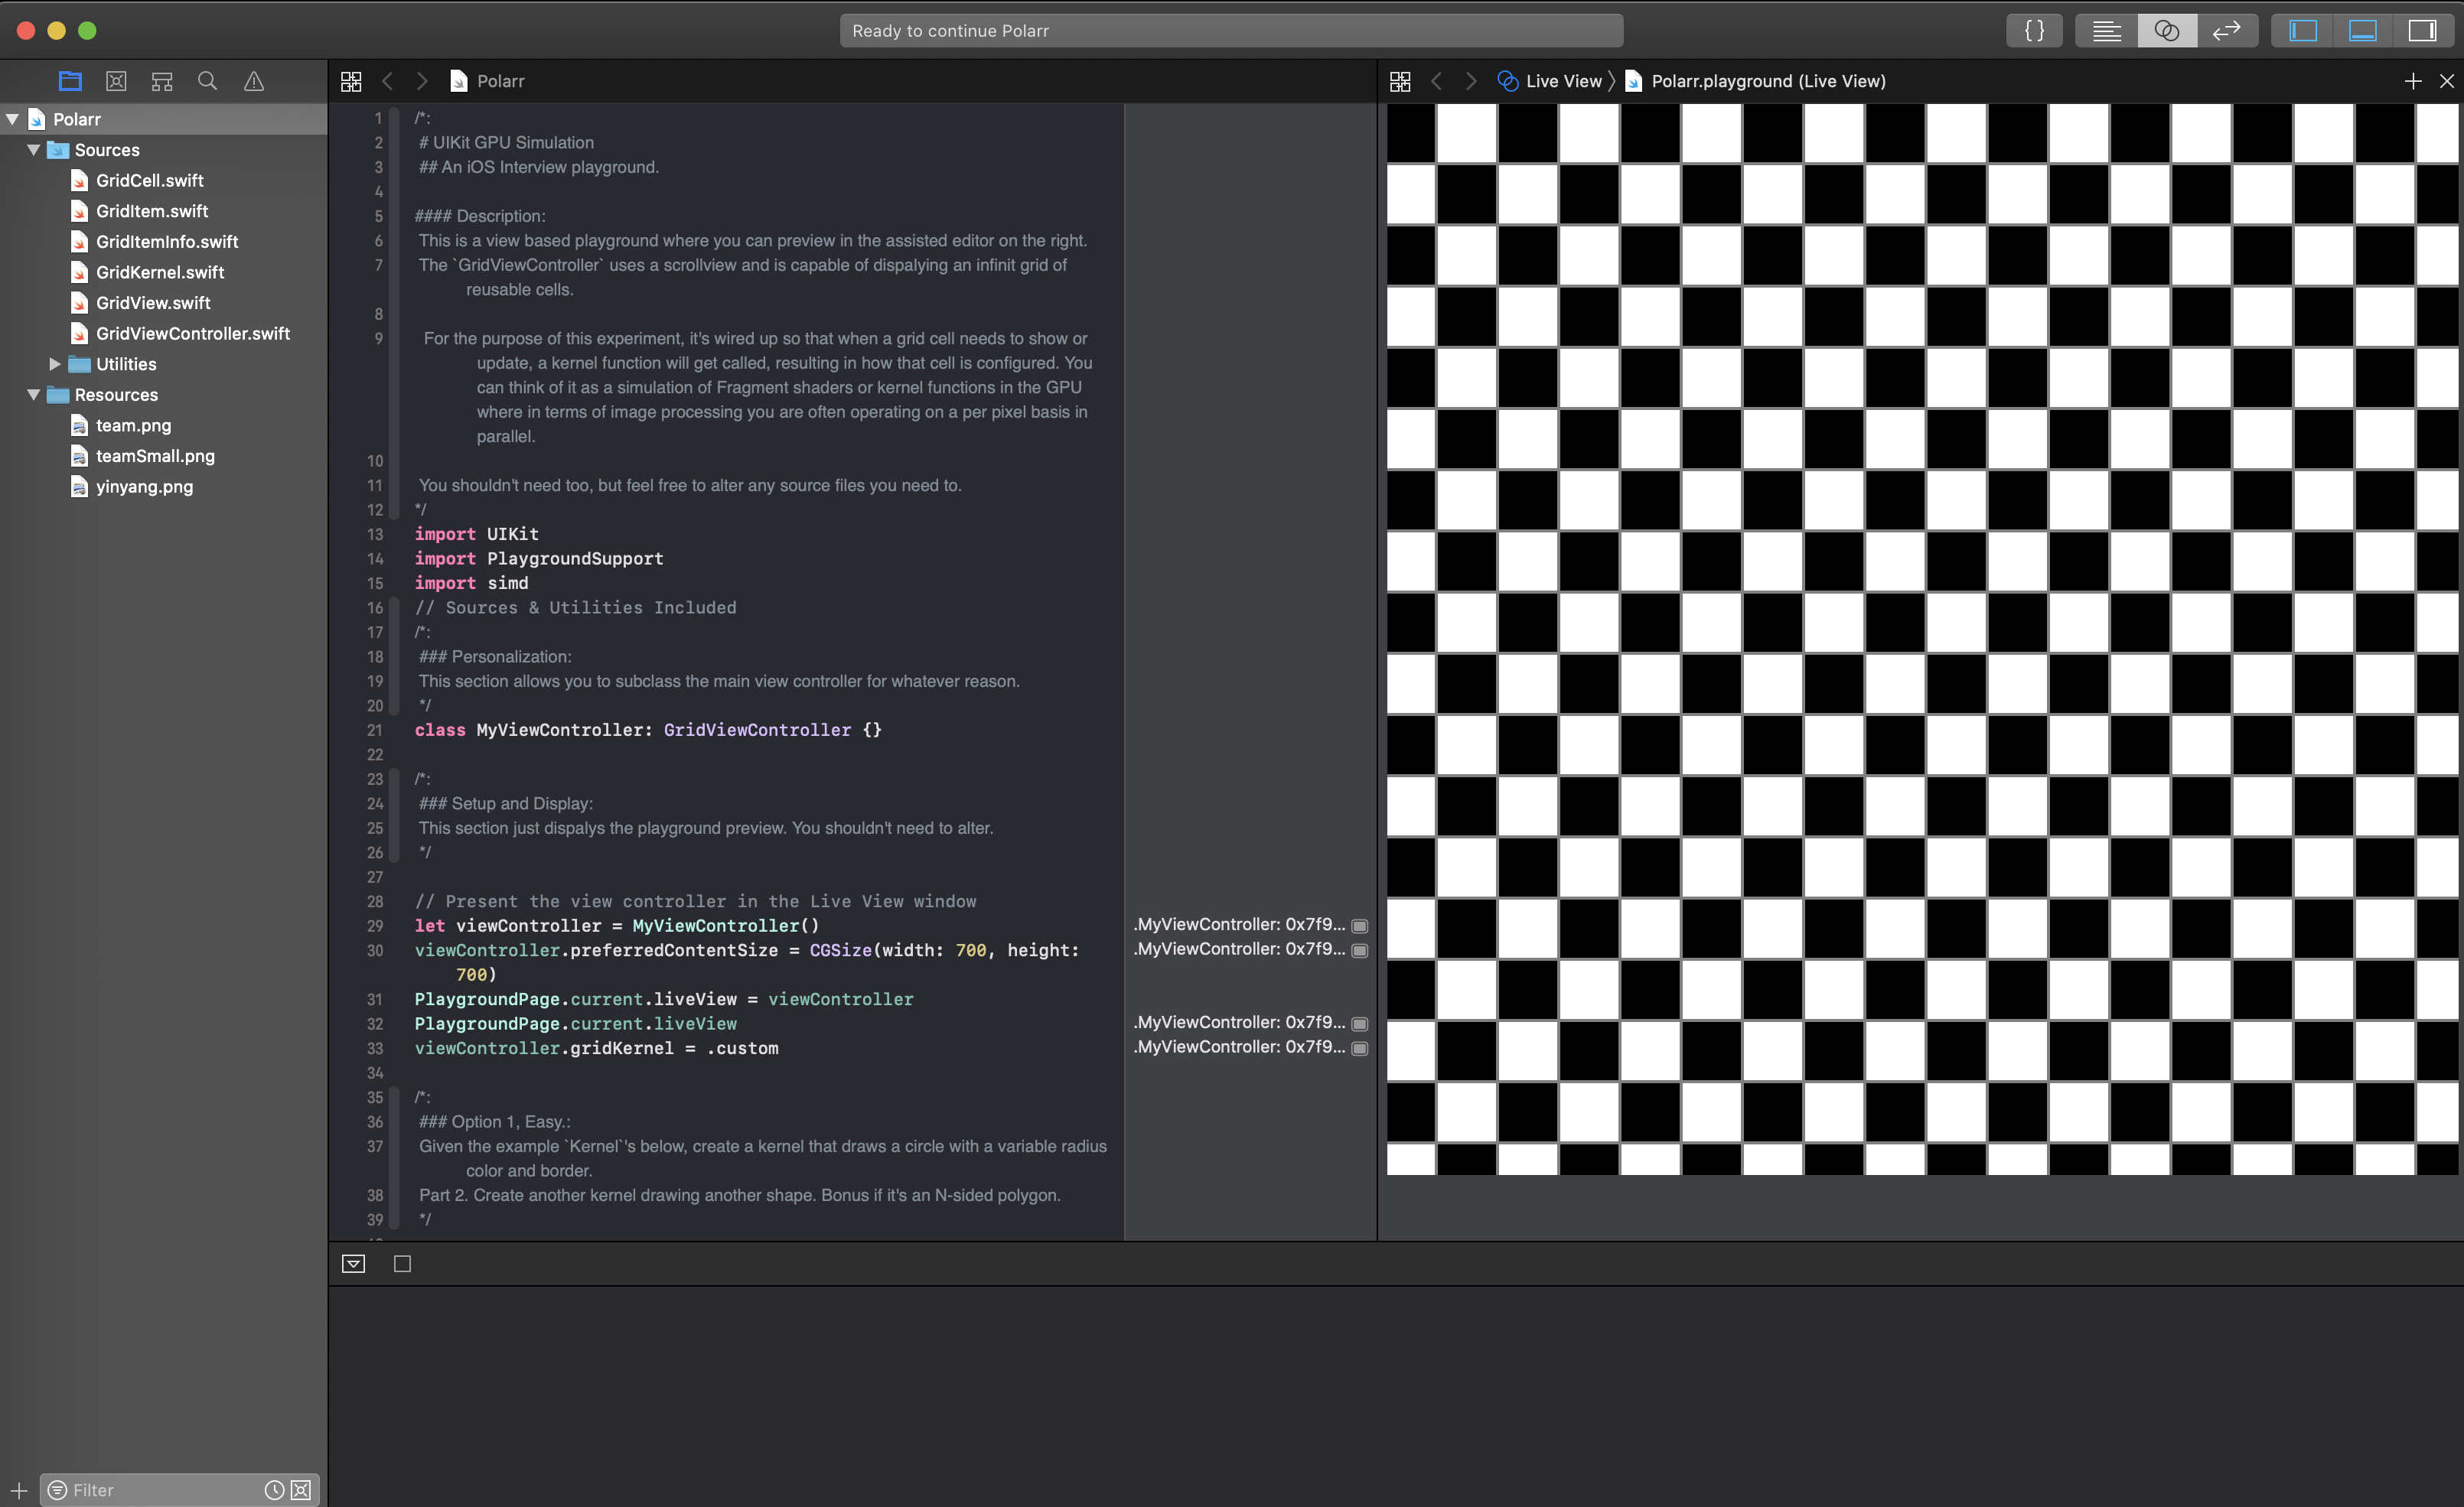 Ready to continue Polarr
{}
Polarr
Sources
GridCell.swift
GridItem.swift
GridItemInfo.swift
GridKernel.swift
GridView.swift
GridViewController.swift
Utilities
Resources
team.png
teamSmall.png
yinyang.png
Filter
Polarr
1 /*:
2 # UIKit GPU Simulation
3 ## An iOS Interview playground.
4
5 #### Description:
6 This is a view based playground where you can preview in the assisted editor on the right.
7 The `GridViewController` uses a scrollview and is capable of dispalying an infinit grid of
reusable cells.
8
9 For the purpose of this experiment, it's wired up so that when a grid cell needs to show or
update, a kernel function will get called, resulting in how that cell is configured. You
can think of it as a simulation of Fragment shaders or kernel functions in the GPU
where in terms of image processing you are often operating on a per pixel basis in
parallel.
10
11 You shouldn't need too, but feel free to alter any source files you need to.
12 */
13 import UIKit
14 import PlaygroundSupport
15 import simd
16 // Sources & Utilities Included
17 /*:
18 ### Personalization:
19 This section allows you to subclass the main view controller for whatever reason.
20 */
21 class MyViewController: GridViewController {}
22
23 /*:
24 ### Setup and Display:
25 This section just dispalys the playground preview. You shouldn't need to alter.
26 */
27
28 // Present the view controller in the Live View window
29 let viewController = MyViewController()
30 viewController.preferredContentSize = CGSize(width: 700, height:
700)
31 PlaygroundPage.current.liveView = viewController
32 PlaygroundPage.current.liveView
33 viewController.gridKernel = .custom
34
35 /*:
36 ### Option 1, Easy.:
37 Given the example `Kernel`'s below, create a kernel that draws a circle with a variable radius
color and border.
38 Part 2. Create another kernel drawing another shape. Bonus if it's an N-sided polygon.
39 */
.MyViewController: 0x7f9...
.MyViewController: 0x7f9...
.MyViewController: 0x7f9...
.MyViewController: 0x7f9...
Live View
Polarr.playground (Live View)